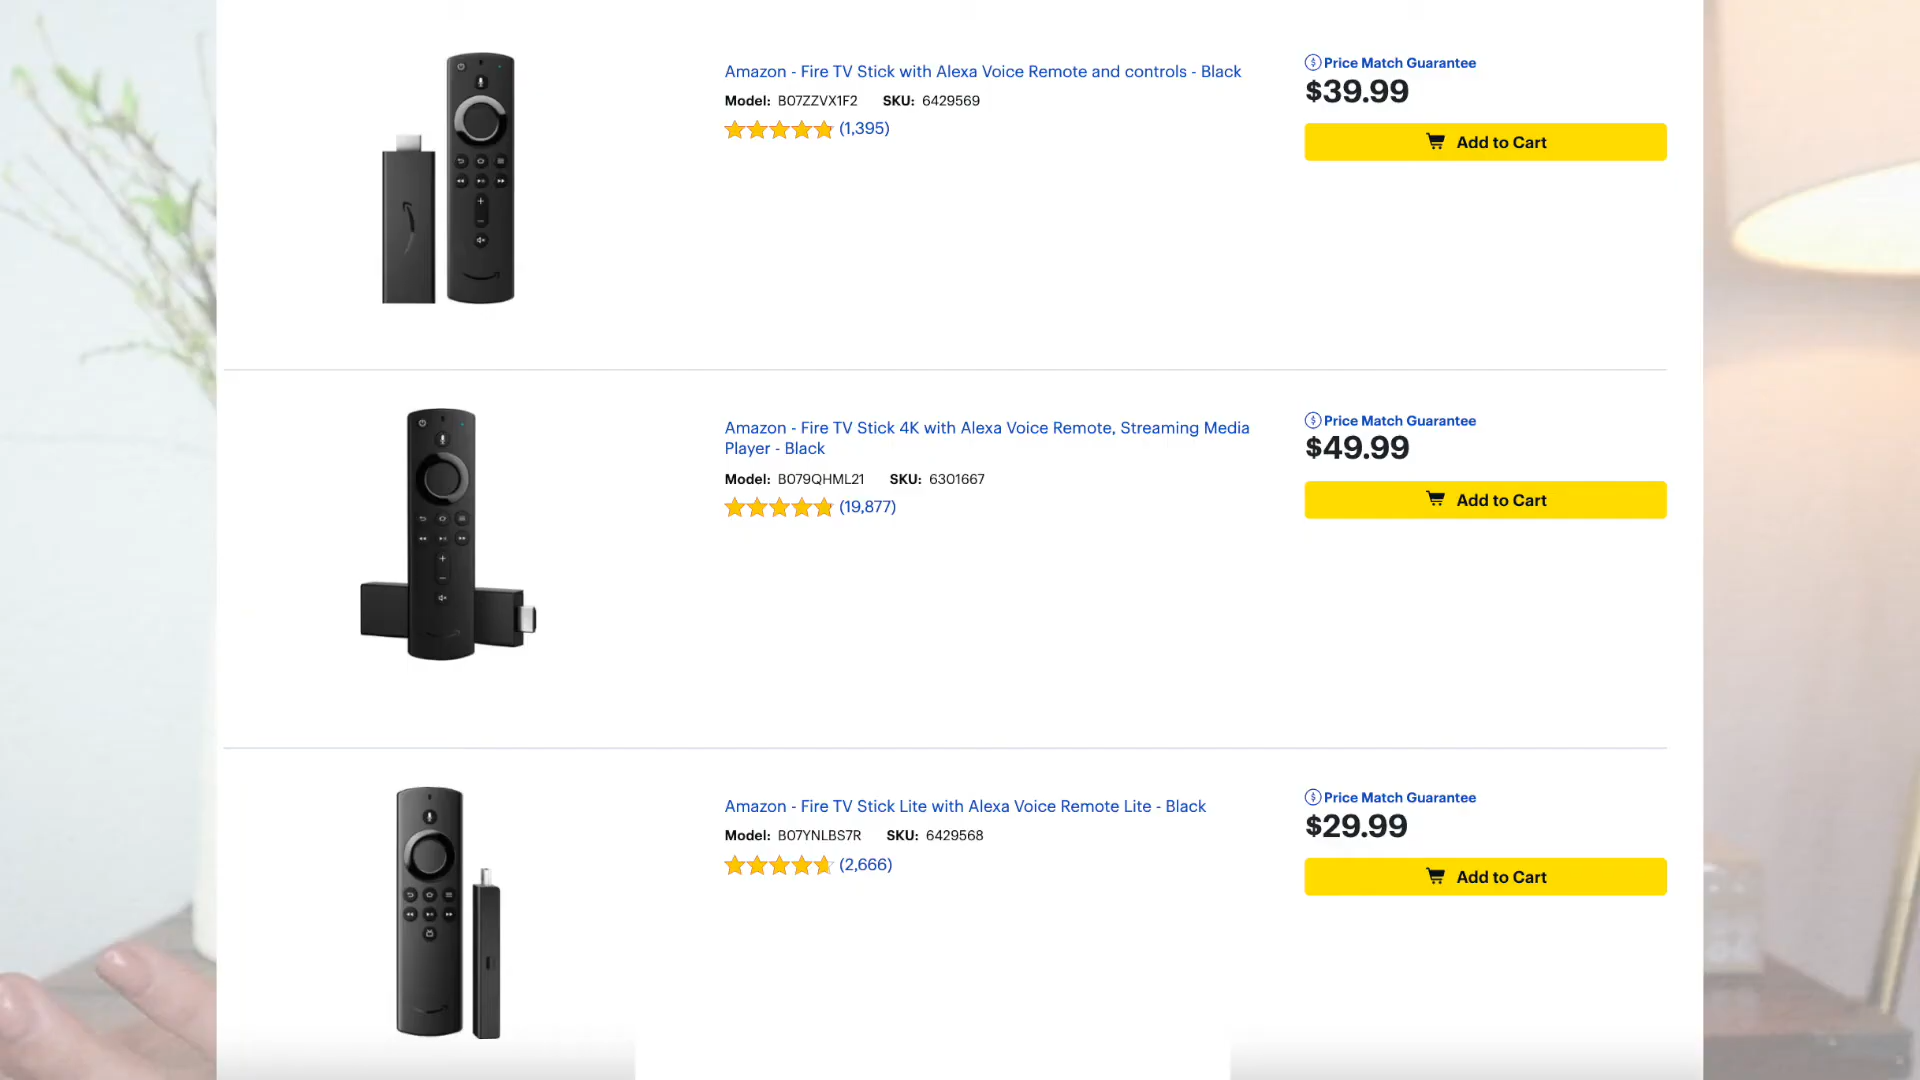 Amazon - Fire TV Stick with Alexa Voice Remote and controls - Black
Model: B07ZZVX1F2 SKU: 6429569
(1,395)
Price Match Guarantee
$39.99
Add to Cart
Amazon - Fire TV Stick 4K with Alexa Voice Remote, Streaming Media
Player - Black
Model: B079QHML21 SKU: 6301667
(19,877)
Price Match Guarantee
$49.99
Add to Cart
Amazon - Fire TV Stick Lite with Alexa Voice Remote Lite - Black
Model: B07YNLBS7R SKU: 6429568
(2,666)
Price Match Guarantee
$29.99
Add to Cart